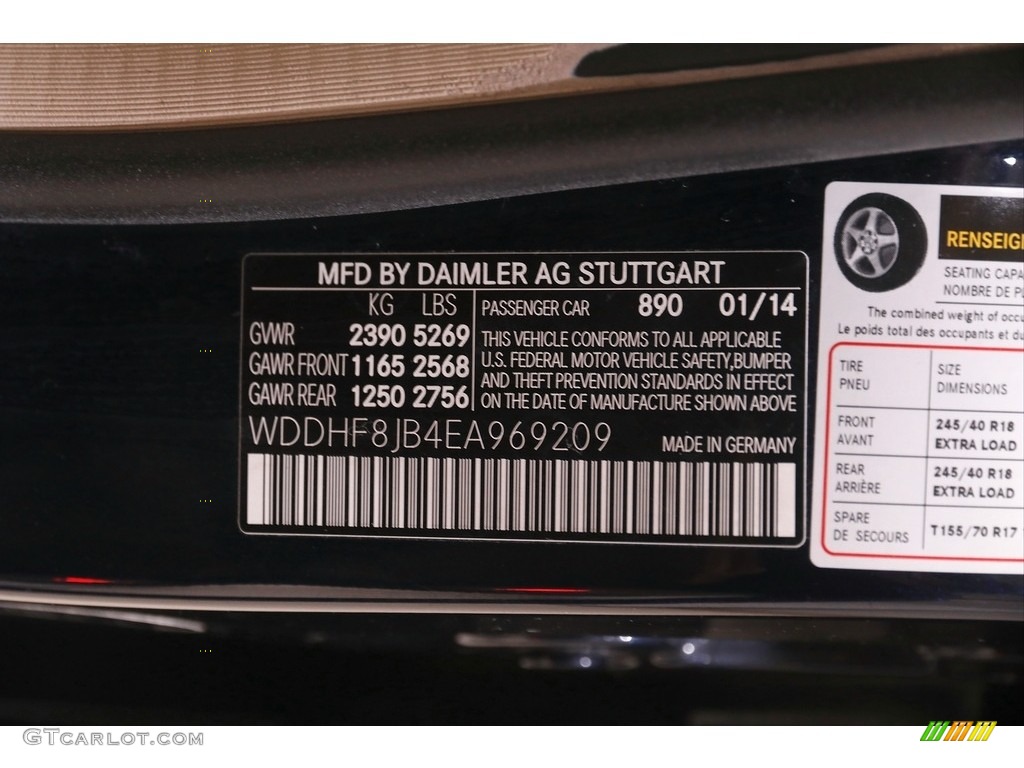 MFD BY DAIMLER AG STUTTGART
KG LBS
GVWR 2390 5269
GAWR FRONT 1165 2568
GAWR REAR 1250 2756
PASSENGER CAR 890 01/14
THIS VEHICLE CONFORMS TO ALL APPLICABLE
U.S. FEDERAL MOTOR VEHICLE SAFETY,BUMPER
AND THEFT PREVENTION STANDARDS IN EFFECT
ON THE DATE OF MANUFACTURE SHOWN ABOVE
WDDHF8JB4EA969209
MADE IN GERMANY
RENSEIG
SEATING CAPA
NOMBRE DE P
The combined weight of occu
Le poids total des occupants et du
TIRE SIZE
PNEU DIMENSIONS
FRONT 245/40 R18
AVANT EXTRA LOAD
REAR 245/40 R18
ARRIÈRE EXTRA LOAD
SPARE T155/70 R17
DE SECOURS
GTCARLOT.COM